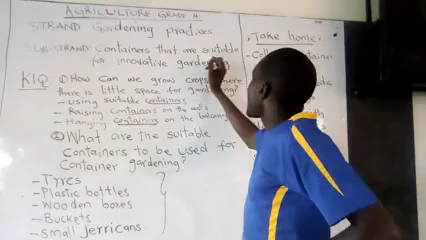 AGRICULTURE GRADE 4
STRAND Gardening practices
SUB-STRAND: Containers that are suitable
for innovative gardening
KIQ ① How can we grow crops where
there is little space for gardening?
- Using suitable containers
- Raising containers on the walls
- Hanging containers on the balcony
② What are the suitable
containers to be used for
Container gardening?
- Tyres
- Plastic bottles
- Wooden boxes
- Buckets
- Small Jerricans
Take home